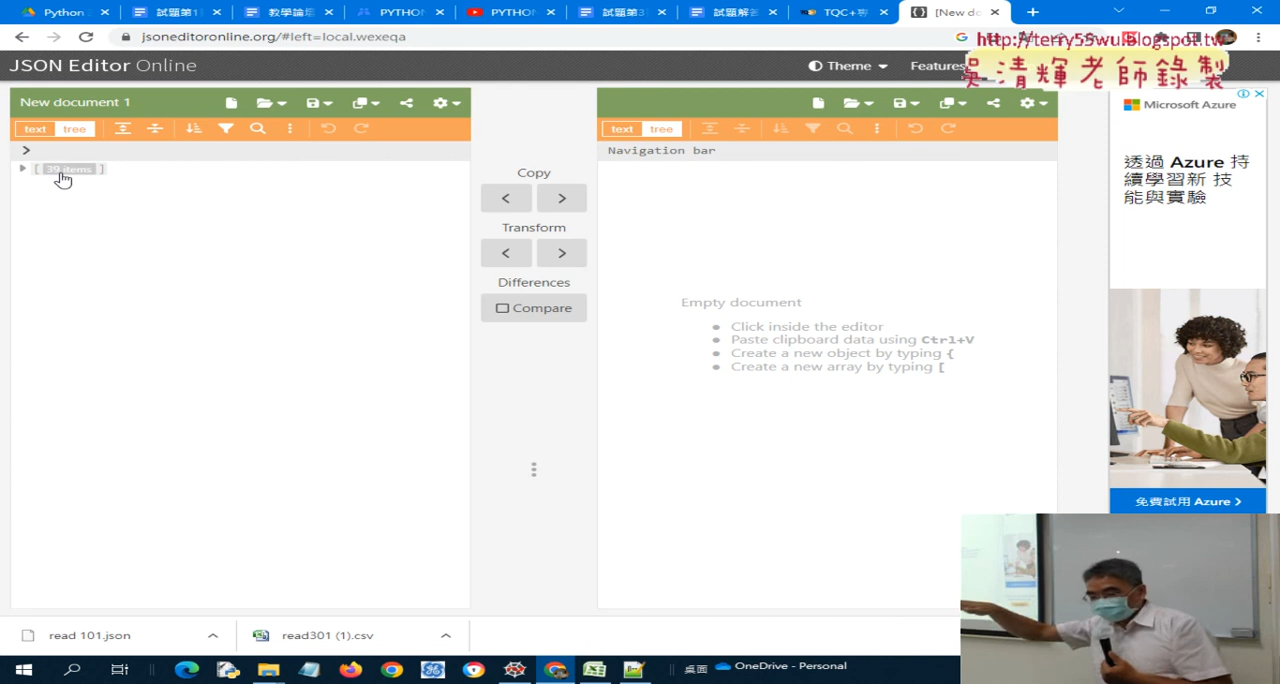 Python
試題第1
教學論壇
PYTHON
PYTHON
試題第3
試題解答
TQC+專
[New do
jsoneditoronline.org/#left=local.wexeqa
http://terry55wu.blogspot.tw
吳清輝老師錄製
JSON Editor Online
Theme
Features
New document 1
text tree
text tree
Navigation bar
[ 39 items ]
Copy
< >
Transform
< >
Differences
Compare
Empty document
Click inside the editor
Paste clipboard data using Ctrl+V
Create a new object by typing {
Create a new array by typing [
Microsoft Azure
透過 Azure 持
續學習新 技
能與實驗
免費試用 Azure >
read 101.json
read301 (1).csv
桌面
OneDrive - Personal